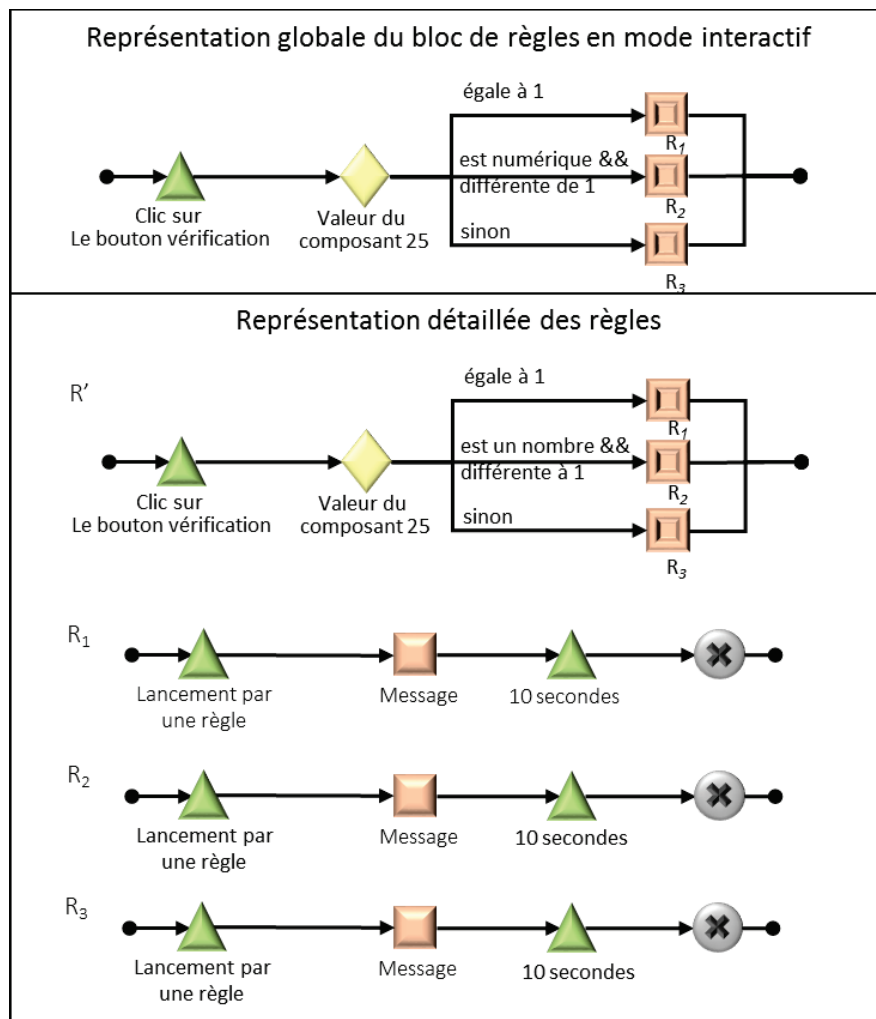 Représentation globale du bloc de règles en mode interactif
égale à 1
R1
est numérique &&
différente de 1
R2
Clic sur
Le bouton vérification
Valeur du
composant 25
sinon
R3
Représentation détaillée des règles
R'
égale à 1
R1
est un nombre &&
différente à 1
R2
Clic sur
Le bouton vérification
Valeur du
composant 25
sinon
R3
R1
Lancement par
une règle
Message
10 secondes
R2
Lancement par
une règle
Message
10 secondes
R3
Lancement par
une règle
Message
10 secondes